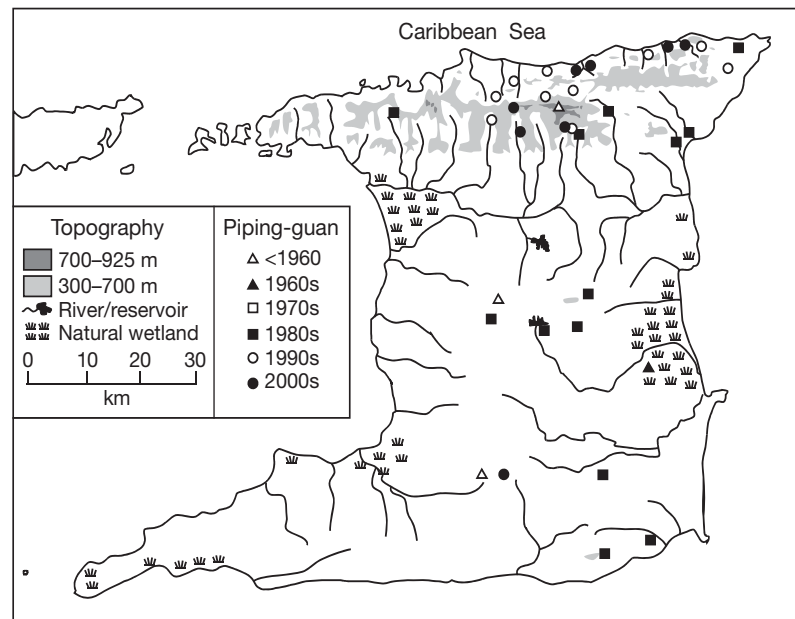 Caribbean Sea
Topography
700–925 m
300–700 m
River/reservoir
Natural wetland
0 10 20 30
km
Piping-guan
<1960
1960s
1970s
1980s
1990s
2000s